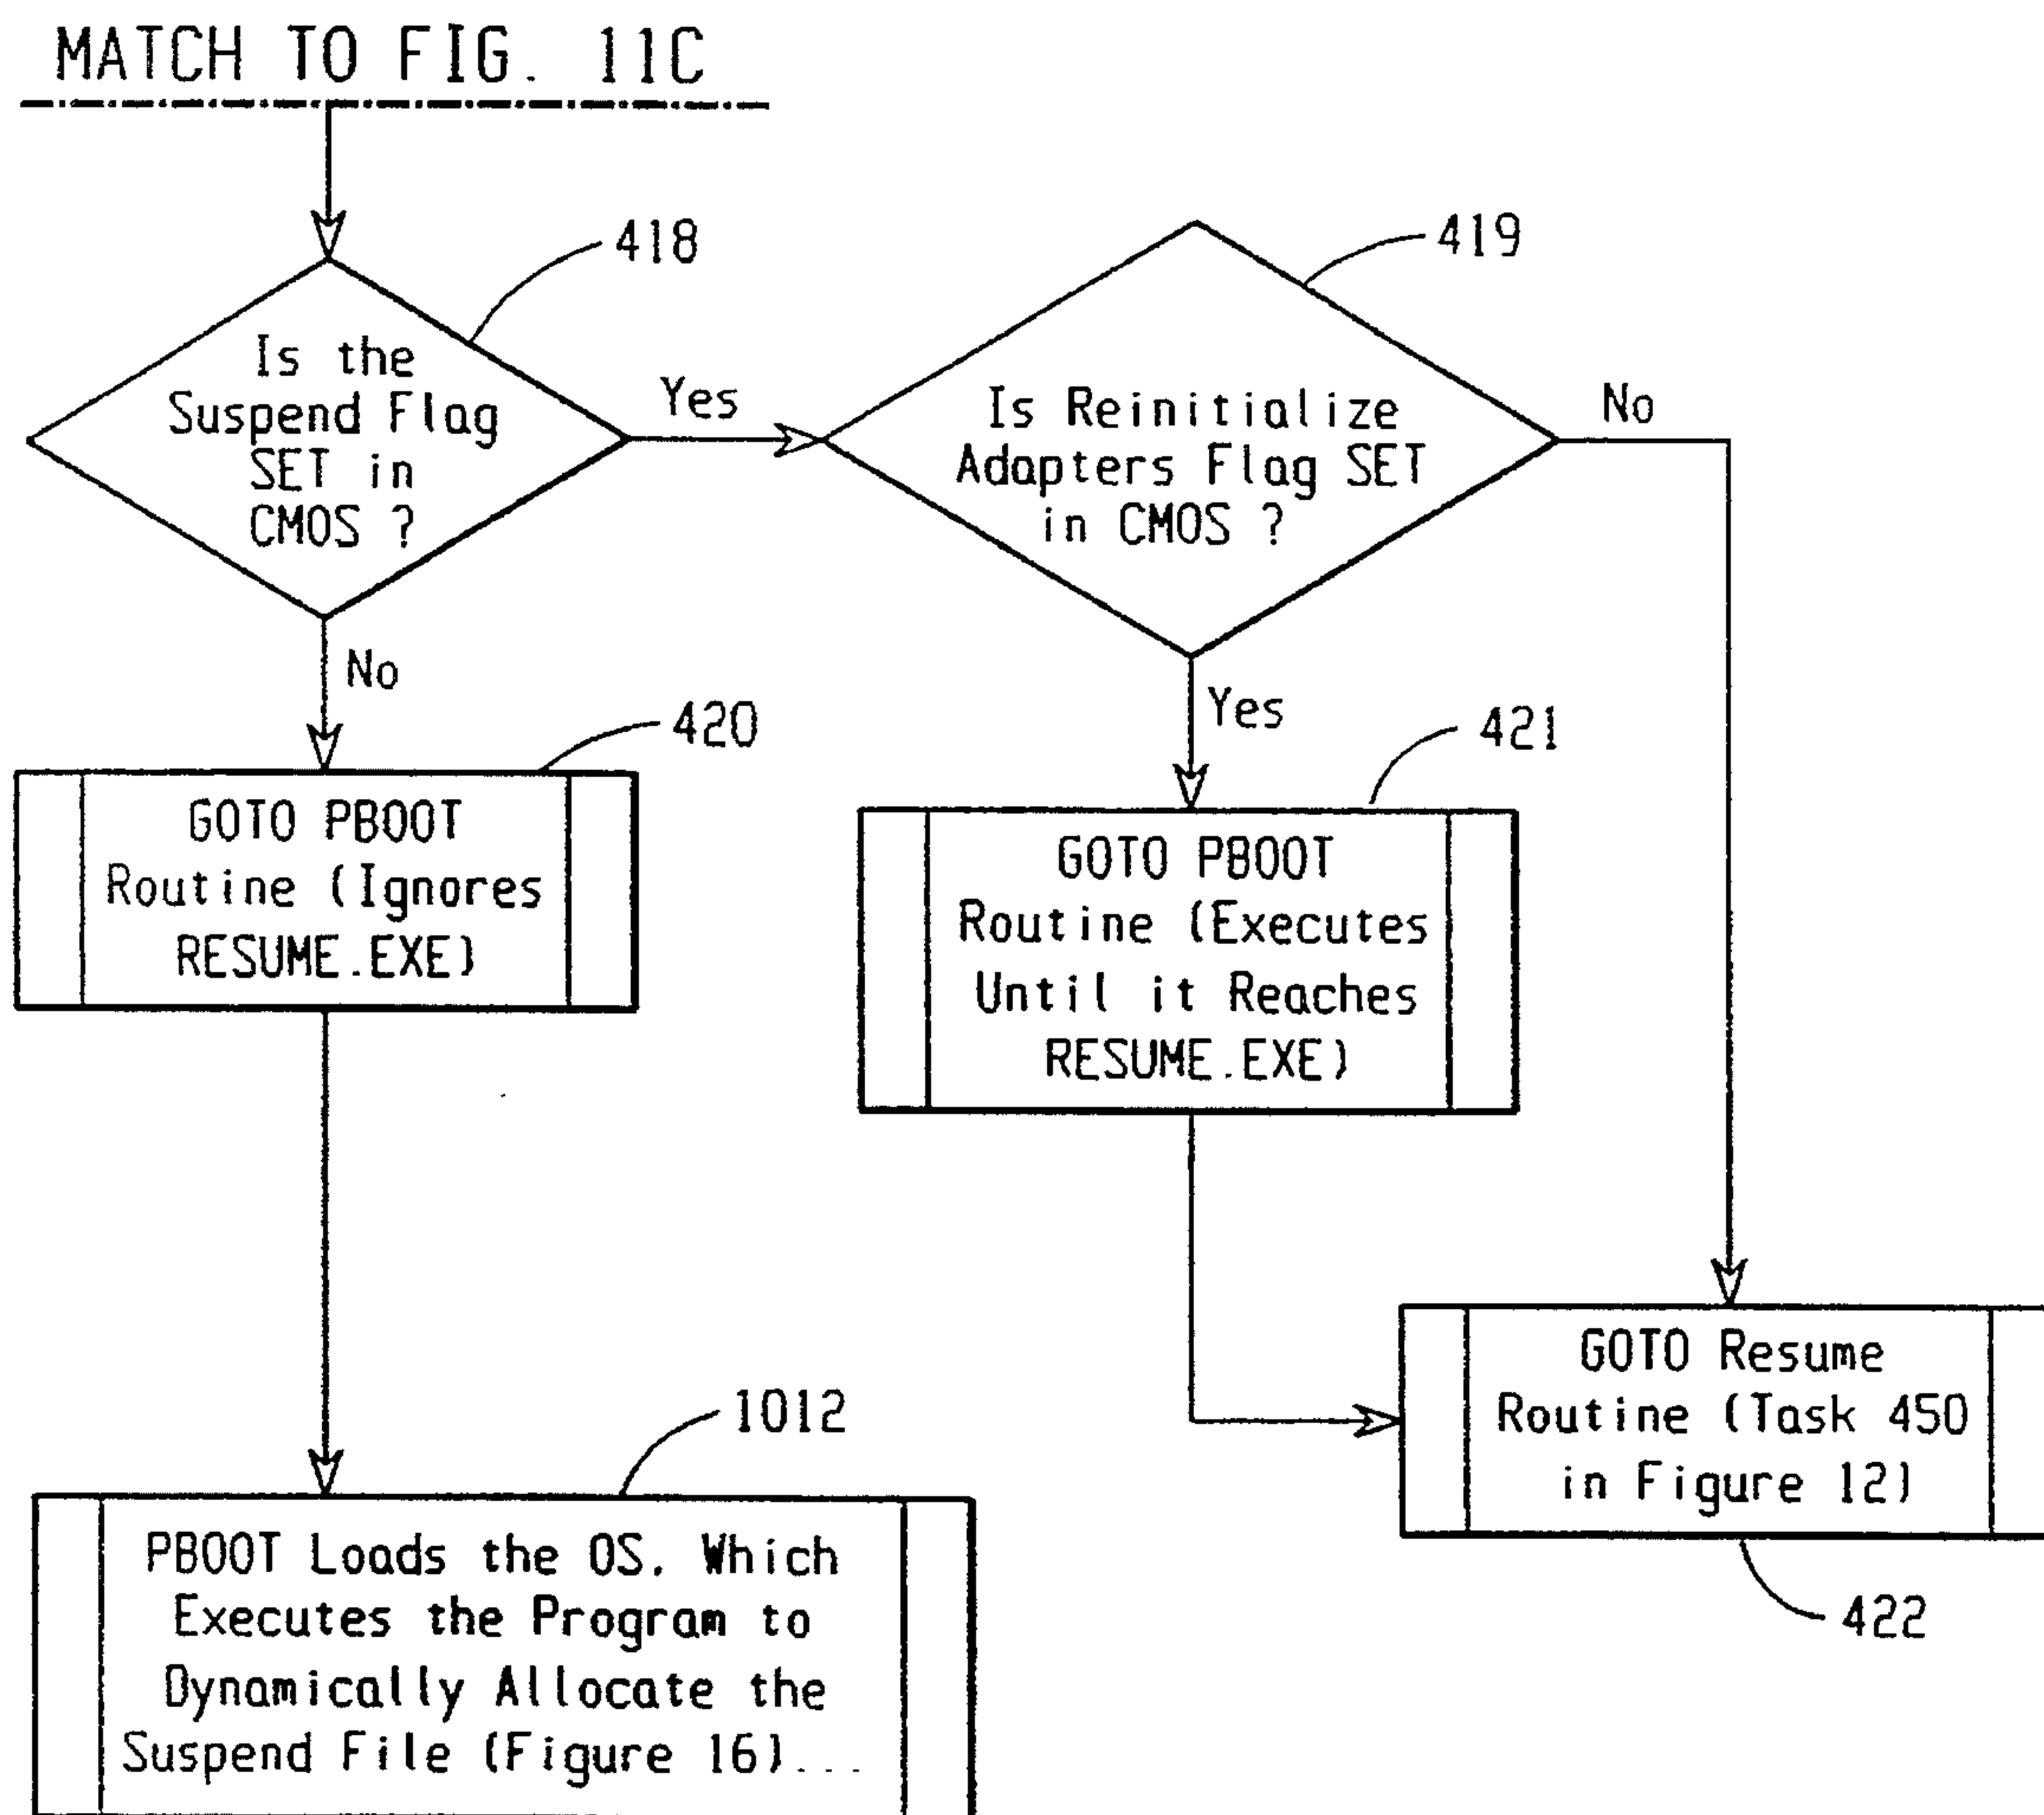 MATCH TO FIG. 11C
418
Is the
Suspend Flag
SET in
CMOS ?
Yes
No
419
Is Reinitialize
Adapters Flag SET
in CMOS ?
No
Yes
420
GOTO PBOOT
Routine (Ignores
RESUME.EXE)
421
GOTO PBOOT
Routine (Executes
Until it Reaches
RESUME.EXE)
GOTO Resume
Routine (Task 450
in Figure 12)
422
1012
PBOOT Loads the OS, Which
Executes the Program to
Dynamically Allocate the
Suspend File (Figure 16)...